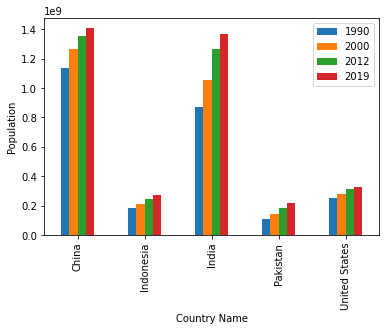 1e9
1.4
1.2
1.0
0.8
0.6
0.4
0.2
0.0
Population
1990
2000
2012
2019
China
Indonesia
India
Pakistan
United States
Country Name